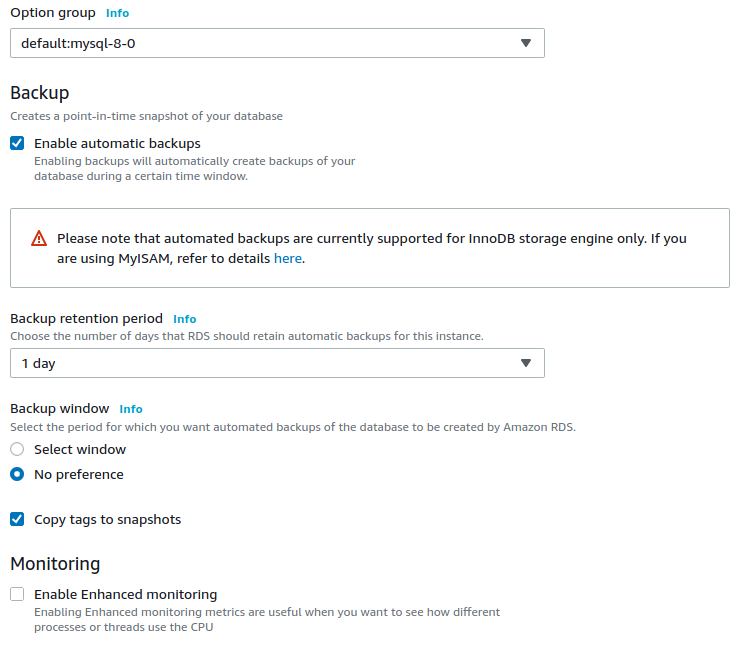 Option group Info
default:mysql-8-0
Backup
Creates a point-in-time snapshot of your database
Enable automatic backups
Enabling backups will automatically create backups of your
database during a certain time window.
Please note that automated backups are currently supported for InnoDB storage engine only. If you
are using MyISAM, refer to details here.
Backup retention period Info
Choose the number of days that RDS should retain automatic backups for this instance.
1 day
Backup window Info
Select the period for which you want automated backups of the database to be created by Amazon RDS.
Select window
No preference
Copy tags to snapshots
Monitoring
Enable Enhanced monitoring
Enabling Enhanced monitoring metrics are useful when you want to see how different
processes or threads use the CPU